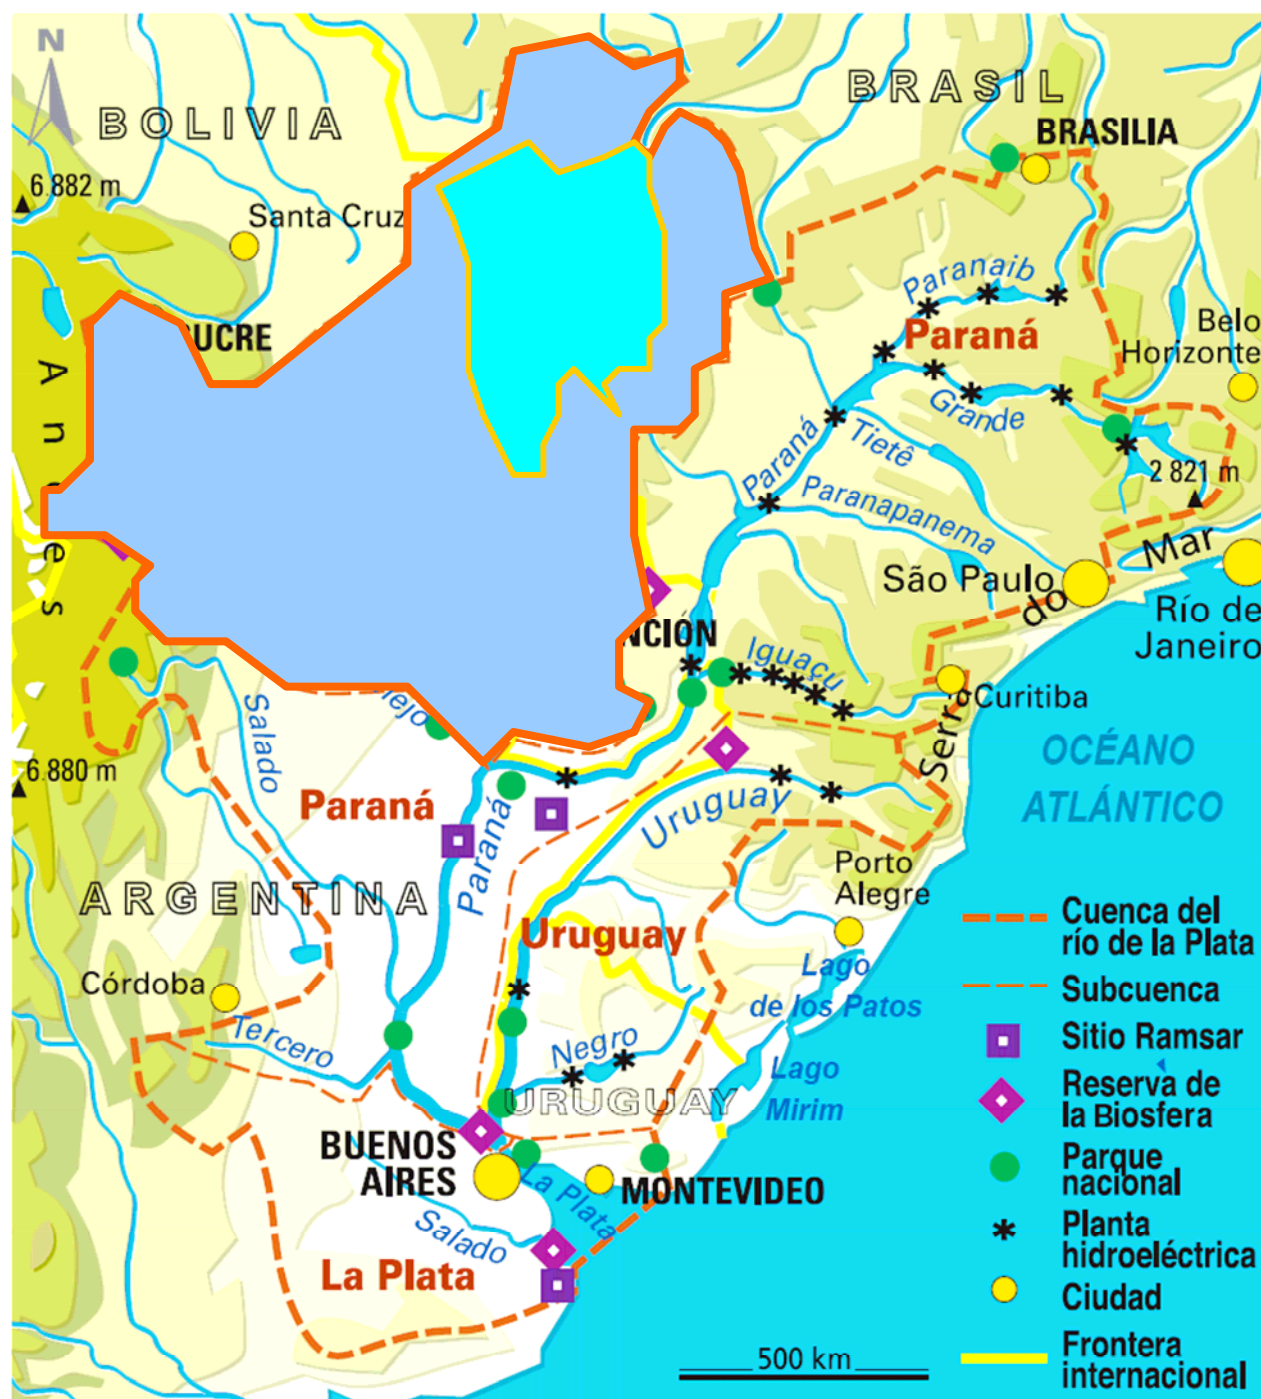 N
BOLIVIA
BRASIL
BRASILIA
6.882 m
Santa Cruz
Paranaib
Paraná
Belo
Horizonte
UCRE
Andes
Grande
Paraná
Tietê
2 821 m
Paranapanema
São Paulo
Serra do Mar
Río de
Janeiro
NCIÓN
Iguaçu
Curitiba
ejo
Salado
6.880 m
OCÉANO
ATLÁNTICO
Paraná
Paraná
Uruguay
Porto
Alegre
ARGENTINA
Uruguay
Córdoba
Lago
de los Patos
Tercero
Negro
Lago
Mirim
URUGUAY
BUENOS
AIRES
La Plata
MONTEVIDEO
Salado
La Plata
500 km
Cuenca del
río de la Plata
Subcuenca
Sitio Ramsar
Reserva de
la Biosfera
Parque
nacional
Planta
hidroeléctrica
Ciudad
Frontera
internacional